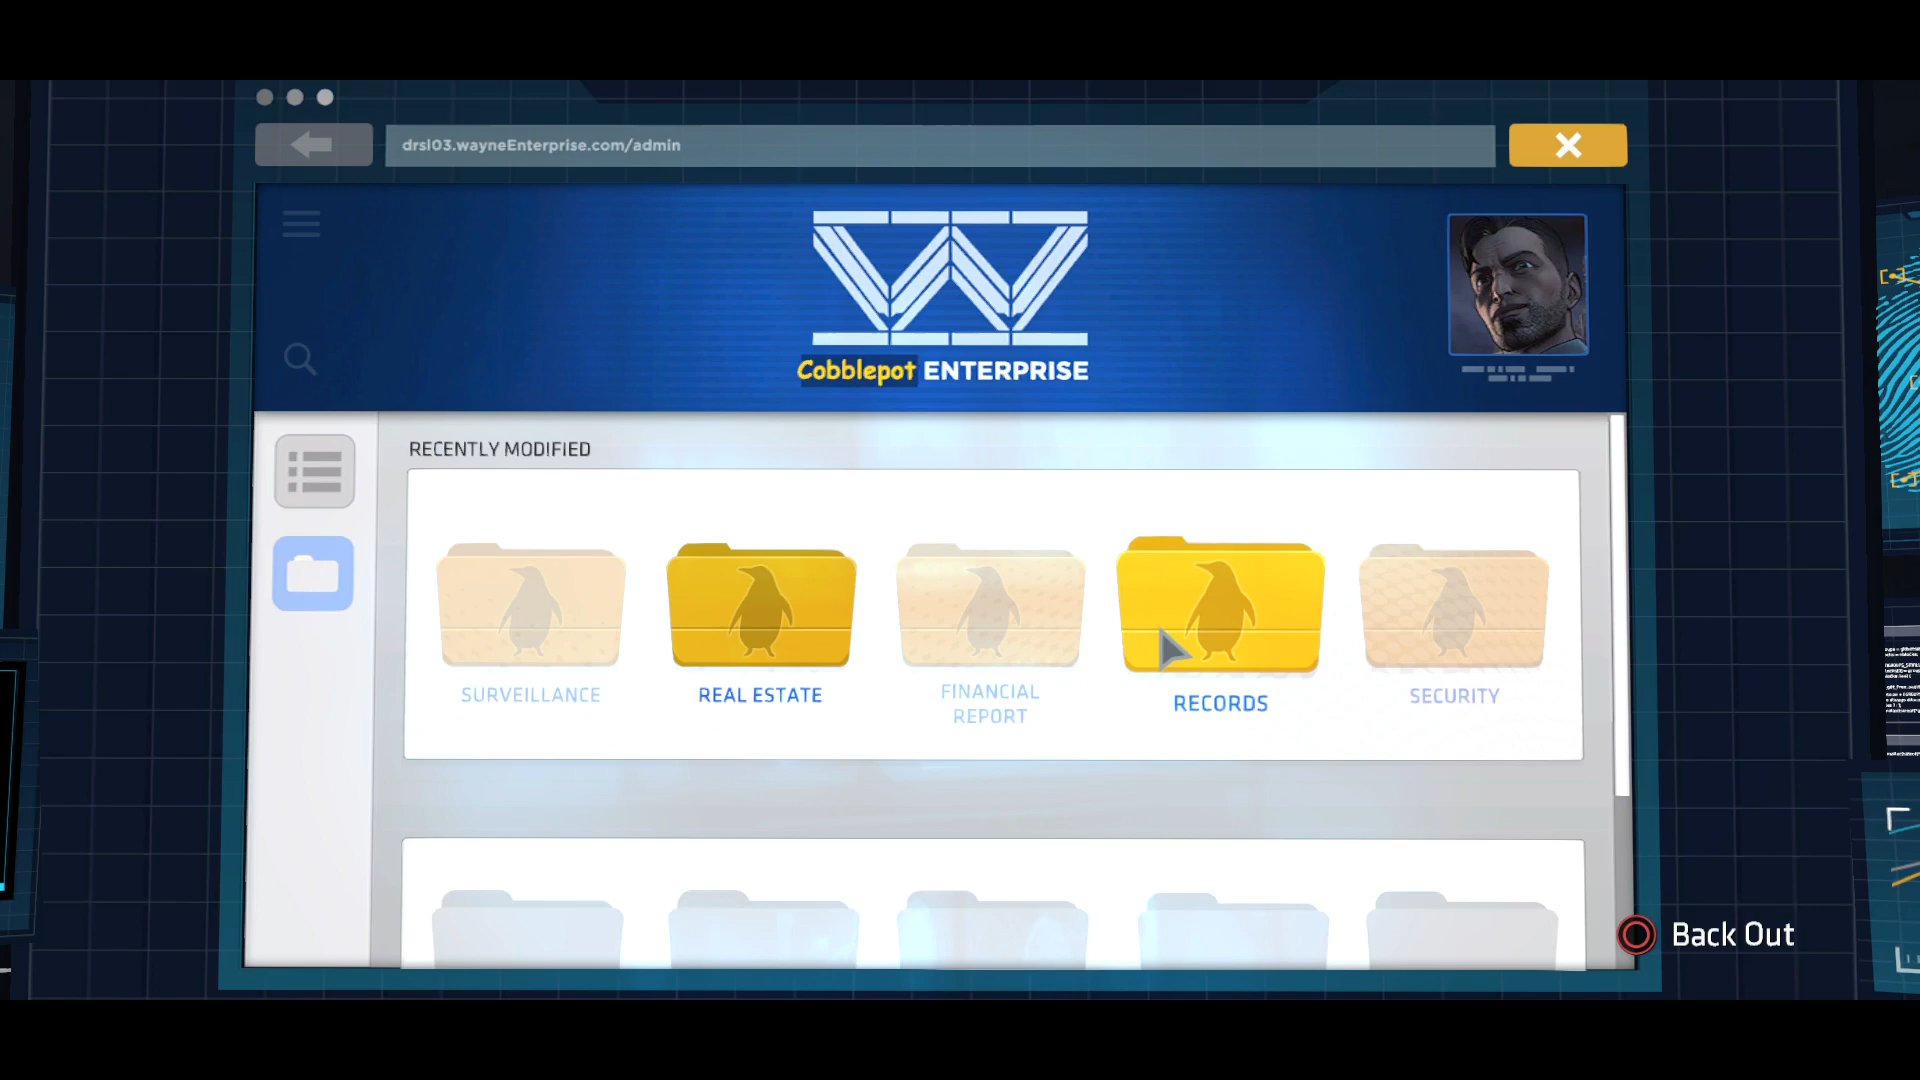 drsl03.wayneEnterprise.com/admin
Cobblepot ENTERPRISE
RECENTLY MODIFIED
SURVEILLANCE
REAL ESTATE
FINANCIAL
REPORT
RECORDS
SECURITY
Back Out